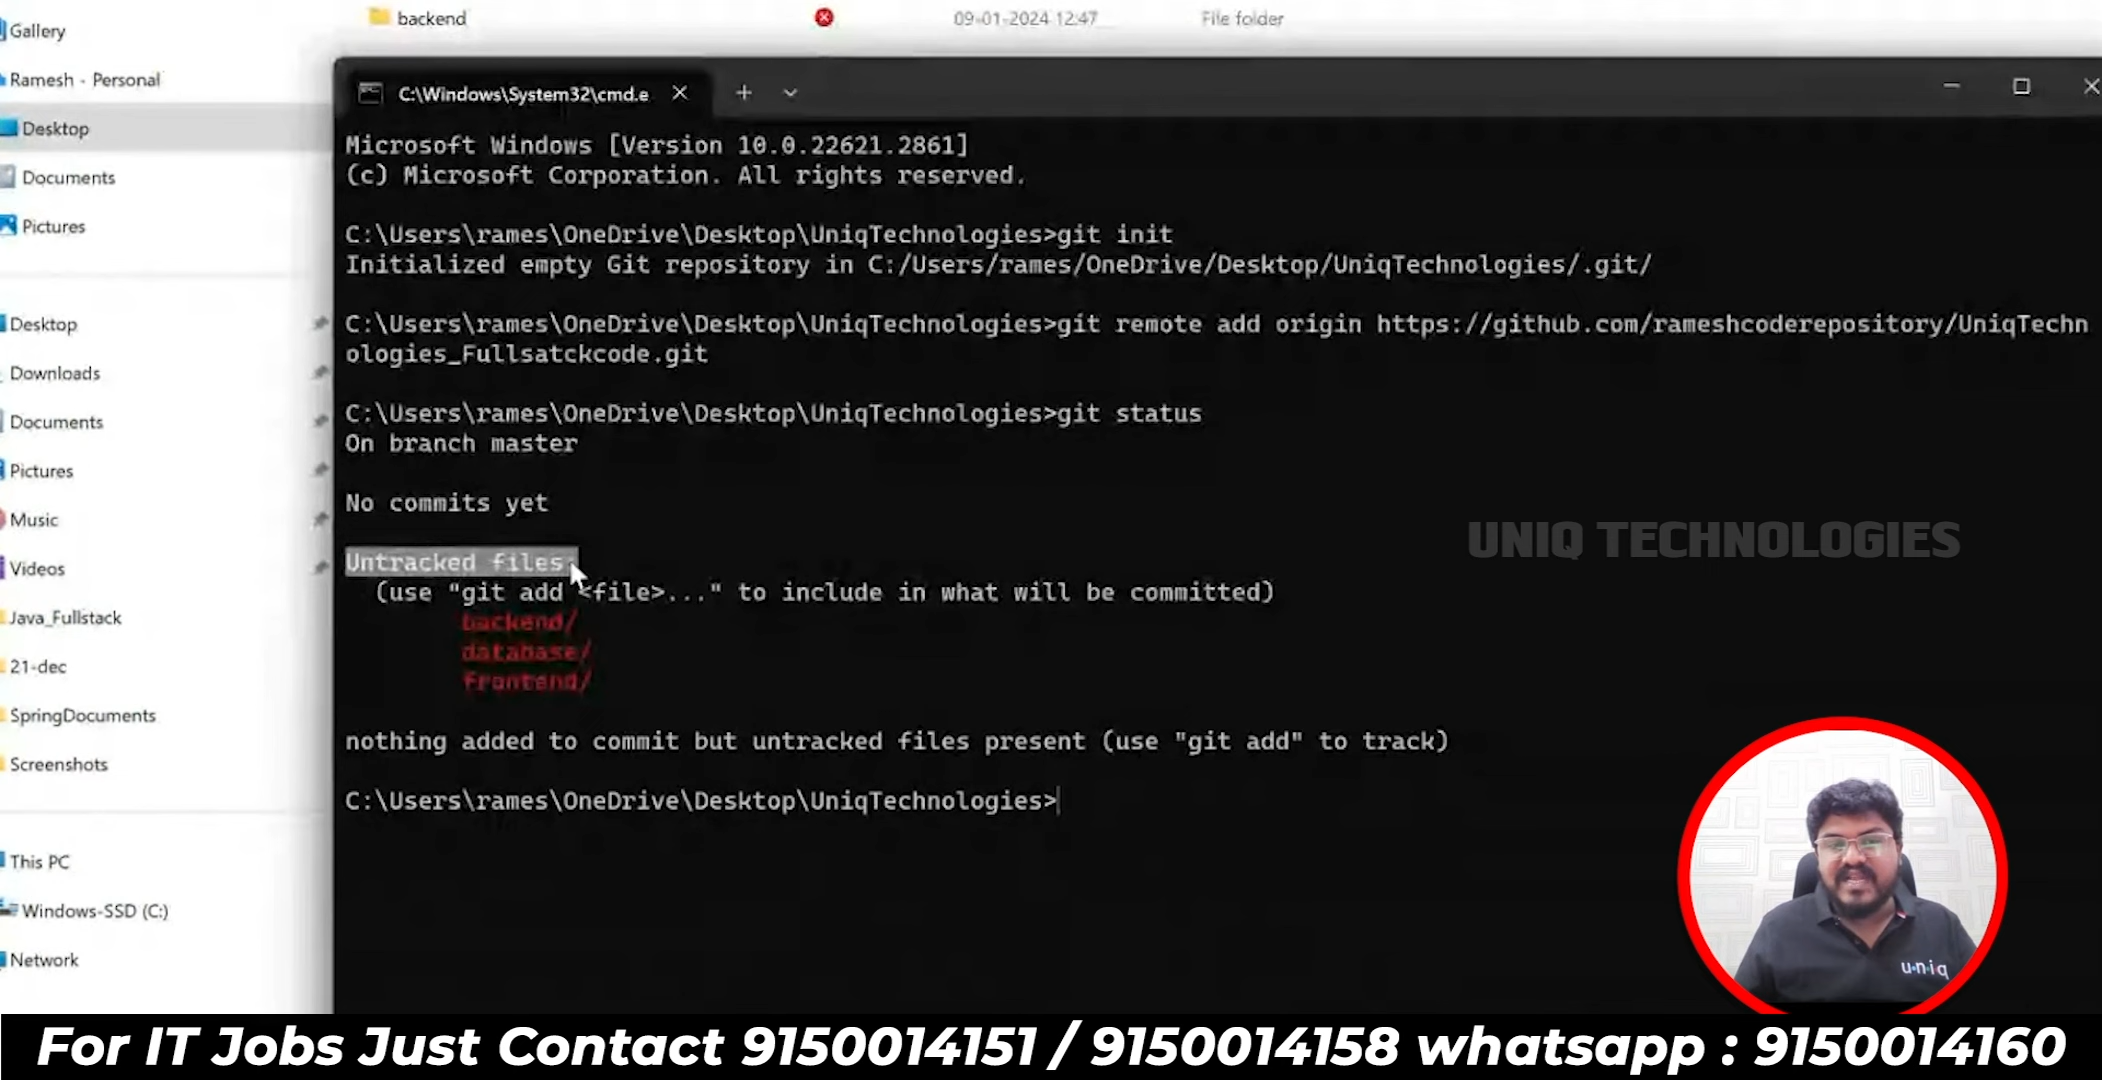 backend 09-01-2024 12:47 File folder
Gallery
Ramesh - Personal
Desktop
Documents
Pictures
Desktop
Downloads
Documents
Pictures
Music
Videos
Java_Fullstack
21-dec
SpringDocuments
Screenshots
This PC
Windows-SSD (C:)
Network
C:\Windows\System32\cmd.e
Microsoft Windows [Version 10.0.22621.2861]
(c) Microsoft Corporation. All rights reserved.
C:\Users\rames\OneDrive\Desktop\UniqTechnologies>git init
Initialized empty Git repository in C:/Users/rames/OneDrive/Desktop/UniqTechnologies/.git/
C:\Users\rames\OneDrive\Desktop\UniqTechnologies>git remote add origin https://github.com/rameshcoderepository/UniqTechn
ologies_Fullsatckcode.git
C:\Users\rames\OneDrive\Desktop\UniqTechnologies>git status
On branch master
No commits yet
Untracked files:
(use "git add <file>..." to include in what will be committed)
backend/
database/
frontend/
nothing added to commit but untracked files present (use "git add" to track)
C:\Users\rames\OneDrive\Desktop\UniqTechnologies>
UNIQ TECHNOLOGIES
uniq
For IT Jobs Just Contact 9150014151 / 9150014158 whatsapp : 9150014160